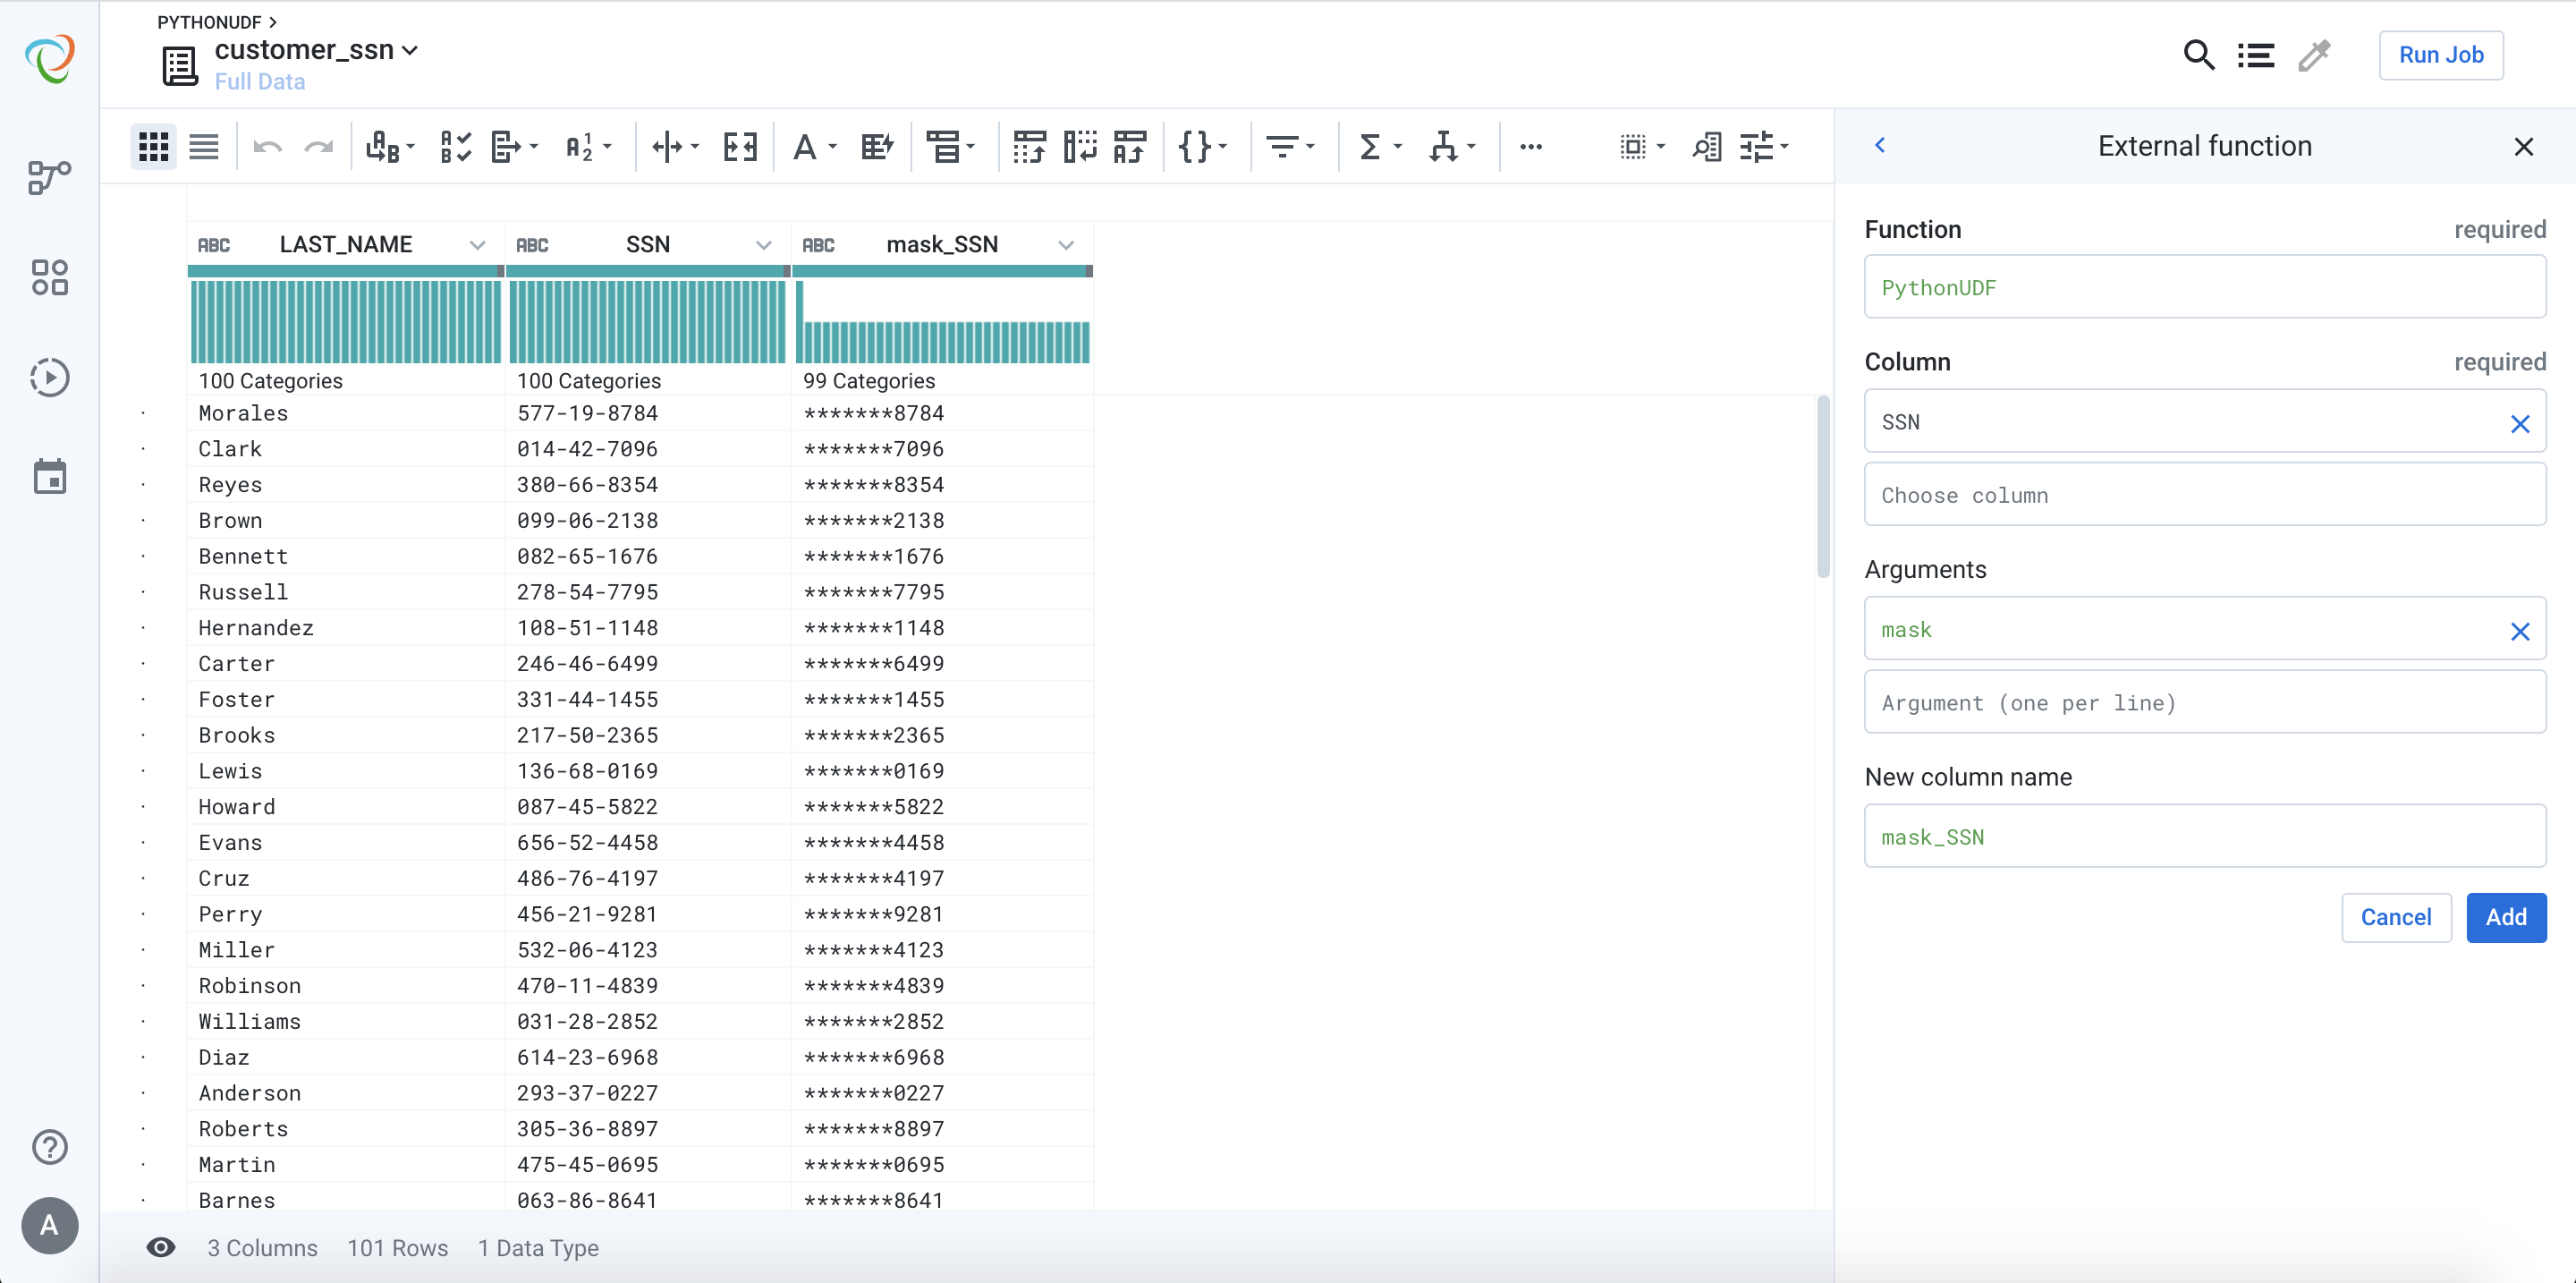 PYTHONUDF
customer_ssn
Full Data
Run Job
A B A B A 1 2 A A
External function
Function required
PythonUDF
Column required
SSN
Choose column
Arguments
mask
Argument (one per line)
New column name
mask_SSN
Cancel Add
ABC LAST_NAME ABC SSN ABC mask_SSN
100 Categories 100 Categories 99 Categories
Morales 577-19-8784 *******8784
Clark 014-42-7096 *******7096
Reyes 380-66-8354 *******8354
Brown 099-06-2138 *******2138
Bennett 082-65-1676 *******1676
Russell 278-54-7795 *******7795
Hernandez 108-51-1148 *******1148
Carter 246-46-6499 *******6499
Foster 331-44-1455 *******1455
Brooks 217-50-2365 *******2365
Lewis 136-68-0169 *******0169
Howard 087-45-5822 *******5822
Evans 656-52-4458 *******4458
Cruz 486-76-4197 *******4197
Perry 456-21-9281 *******9281
Miller 532-06-4123 *******4123
Robinson 470-11-4839 *******4839
Williams 031-28-2852 *******2852
Diaz 614-23-6968 *******6968
Anderson 293-37-0227 *******0227
Roberts 305-36-8897 *******8897
Martin 475-45-0695 *******0695
Barnes 063-86-8641 *******8641
A
3 Columns 101 Rows 1 Data Type